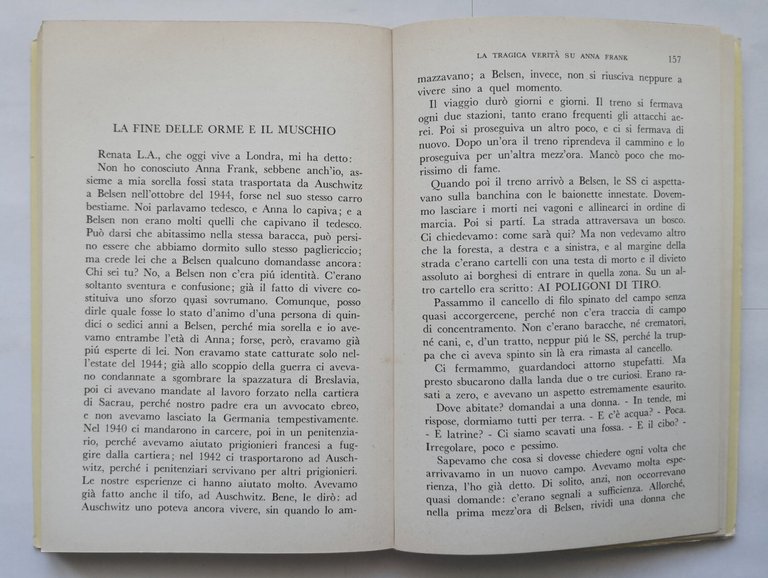 LA FINE DELLE ORME E IL MUSCHIO
Renata L.A., che oggi vive a Londra, mi ha detto:
Non ho conosciuto Anna Frank, sebbene anch'io, as-
sieme a mia sorella fossi stata trasportata da Auschwitz
a Belsen nell'ottobre del 1944, forse nel suo stesso carro
bestiame. Noi parlavamo tedesco, e Anna lo capiva; e a
Belsen non erano molti quelli che capivano il tedesco.
Può darsi che abitassimo nella stessa baracca, può persi-
no essere che abbiamo dormito sullo stesso pagliericcio;
ma crede lei che a Belsen qualcuno domandasse ancora:
Chi sei tu? No, a Belsen non c'era piú identità. C'erano
soltanto sventura e confusione; già il fatto di vivere co-
stituiva uno sforzo quasi sovrumano. Comunque, posso
dirle quale fosse lo stato d'animo d'una persona di quin-
dici o sedici anni a Belsen, perché mia sorella e io ave-
vamo entrambe l'età di Anna; forse, però, eravamo già
piú esperte di lei. Non eravamo state catturate solo nel-
l'estate del 1944; già allo scoppio della guerra ci aveva-
no condannate a sgombrare la spazzatura di Breslavia,
poi ci avevano mandate al lavoro forzato nella cartiera
di Sacrau, perché nostro padre era un avvocato ebreo,
e non avevamo lasciato la Germania tempestivamente.
Nel 1940 ci mandarono in carcere, poi in un penitenzia-
rio, perché avevamo aiutato prigionieri francesi a fug-
gire dalla cartiera; nel 1942 ci trasportarono ad Ausch-
witz, perché i penitenziari servivano per altri prigionieri.
Le nostre esperienze ci hanno aiutato molto. Avevamo
già fatto anche il tifo, ad Auschwitz. Bene, le dirò: ad
Auschwitz uno poteva ancora vivere, sin quando lo am-
LA TRAGICA VERITÀ SU ANNA FRANK 157
mazzavano; a Belsen, invece, non si riusciva neppure a
vivere sino a quel momento.
Il viaggio durò giorni e giorni. Il treno si fermava
ogni due stazioni, tanto erano frequenti gli attacchi ae-
rei. Poi si proseguiva un altro poco, e ci si fermava di
nuovo. Dopo un'ora il treno riprendeva il cammino e lo
proseguiva per un'altra mezz'ora. Mancò poco che mo-
rissimo di fame.
Quando poi il treno arrivò a Belsen, le SS ci aspetta-
vano sulla banchina con le baionette innestate. Dovem-
mo lasciare i morti nei vagoni e allinearci in ordine di
marcia. Poi si partí. La strada attraversava un bosco.
Ci chiedevamo: come sarà qui? Ma non vedevamo altro
che la foresta, a destra e a sinistra, e al margine della
strada c'erano cartelli con una testa di morto e il divieto
assoluto ai borghesi di entrare in quella zona. Su un al-
tro cartello era scritto: AI POLIGONI DI TIRO.
Passammo il cancello di filo spinato del campo senza
quasi accorgercene, perché non c'era traccia di campo
di concentramento. Non c'erano baracche, né crematori,
né cani, e, d'un tratto, neppur piú le SS, perché la trup-
pa che ci aveva spinto sin là era rimasta al cancello.
Ci fermammo, guardandoci attorno stupefatti. Ma
presto sbucarono dalla landa due o tre curiosi. Erano ra-
sati a zero, e avevano un aspetto estremamente esaurito.
Dove abitate? domandai a una donna. - In tende, mi
rispose, dormiamo tutti per terra. - E c'è acqua? - Poca.
- E latrine? - Ci siamo scavati una fossa. - E il cibo? -
Irregolare, poco e pessimo.
Sapevamo che cosa si dovesse chiedere ogni volta che
arrivavamo in un nuovo campo. Avevamo molta espe-
rienza, l'ho già detto. Di solito, anzi, non occorrevano
quasi domande: c'erano segnali a sufficienza. Allorché,
nella prima mezz'ora di Belsen, rividi una donna che